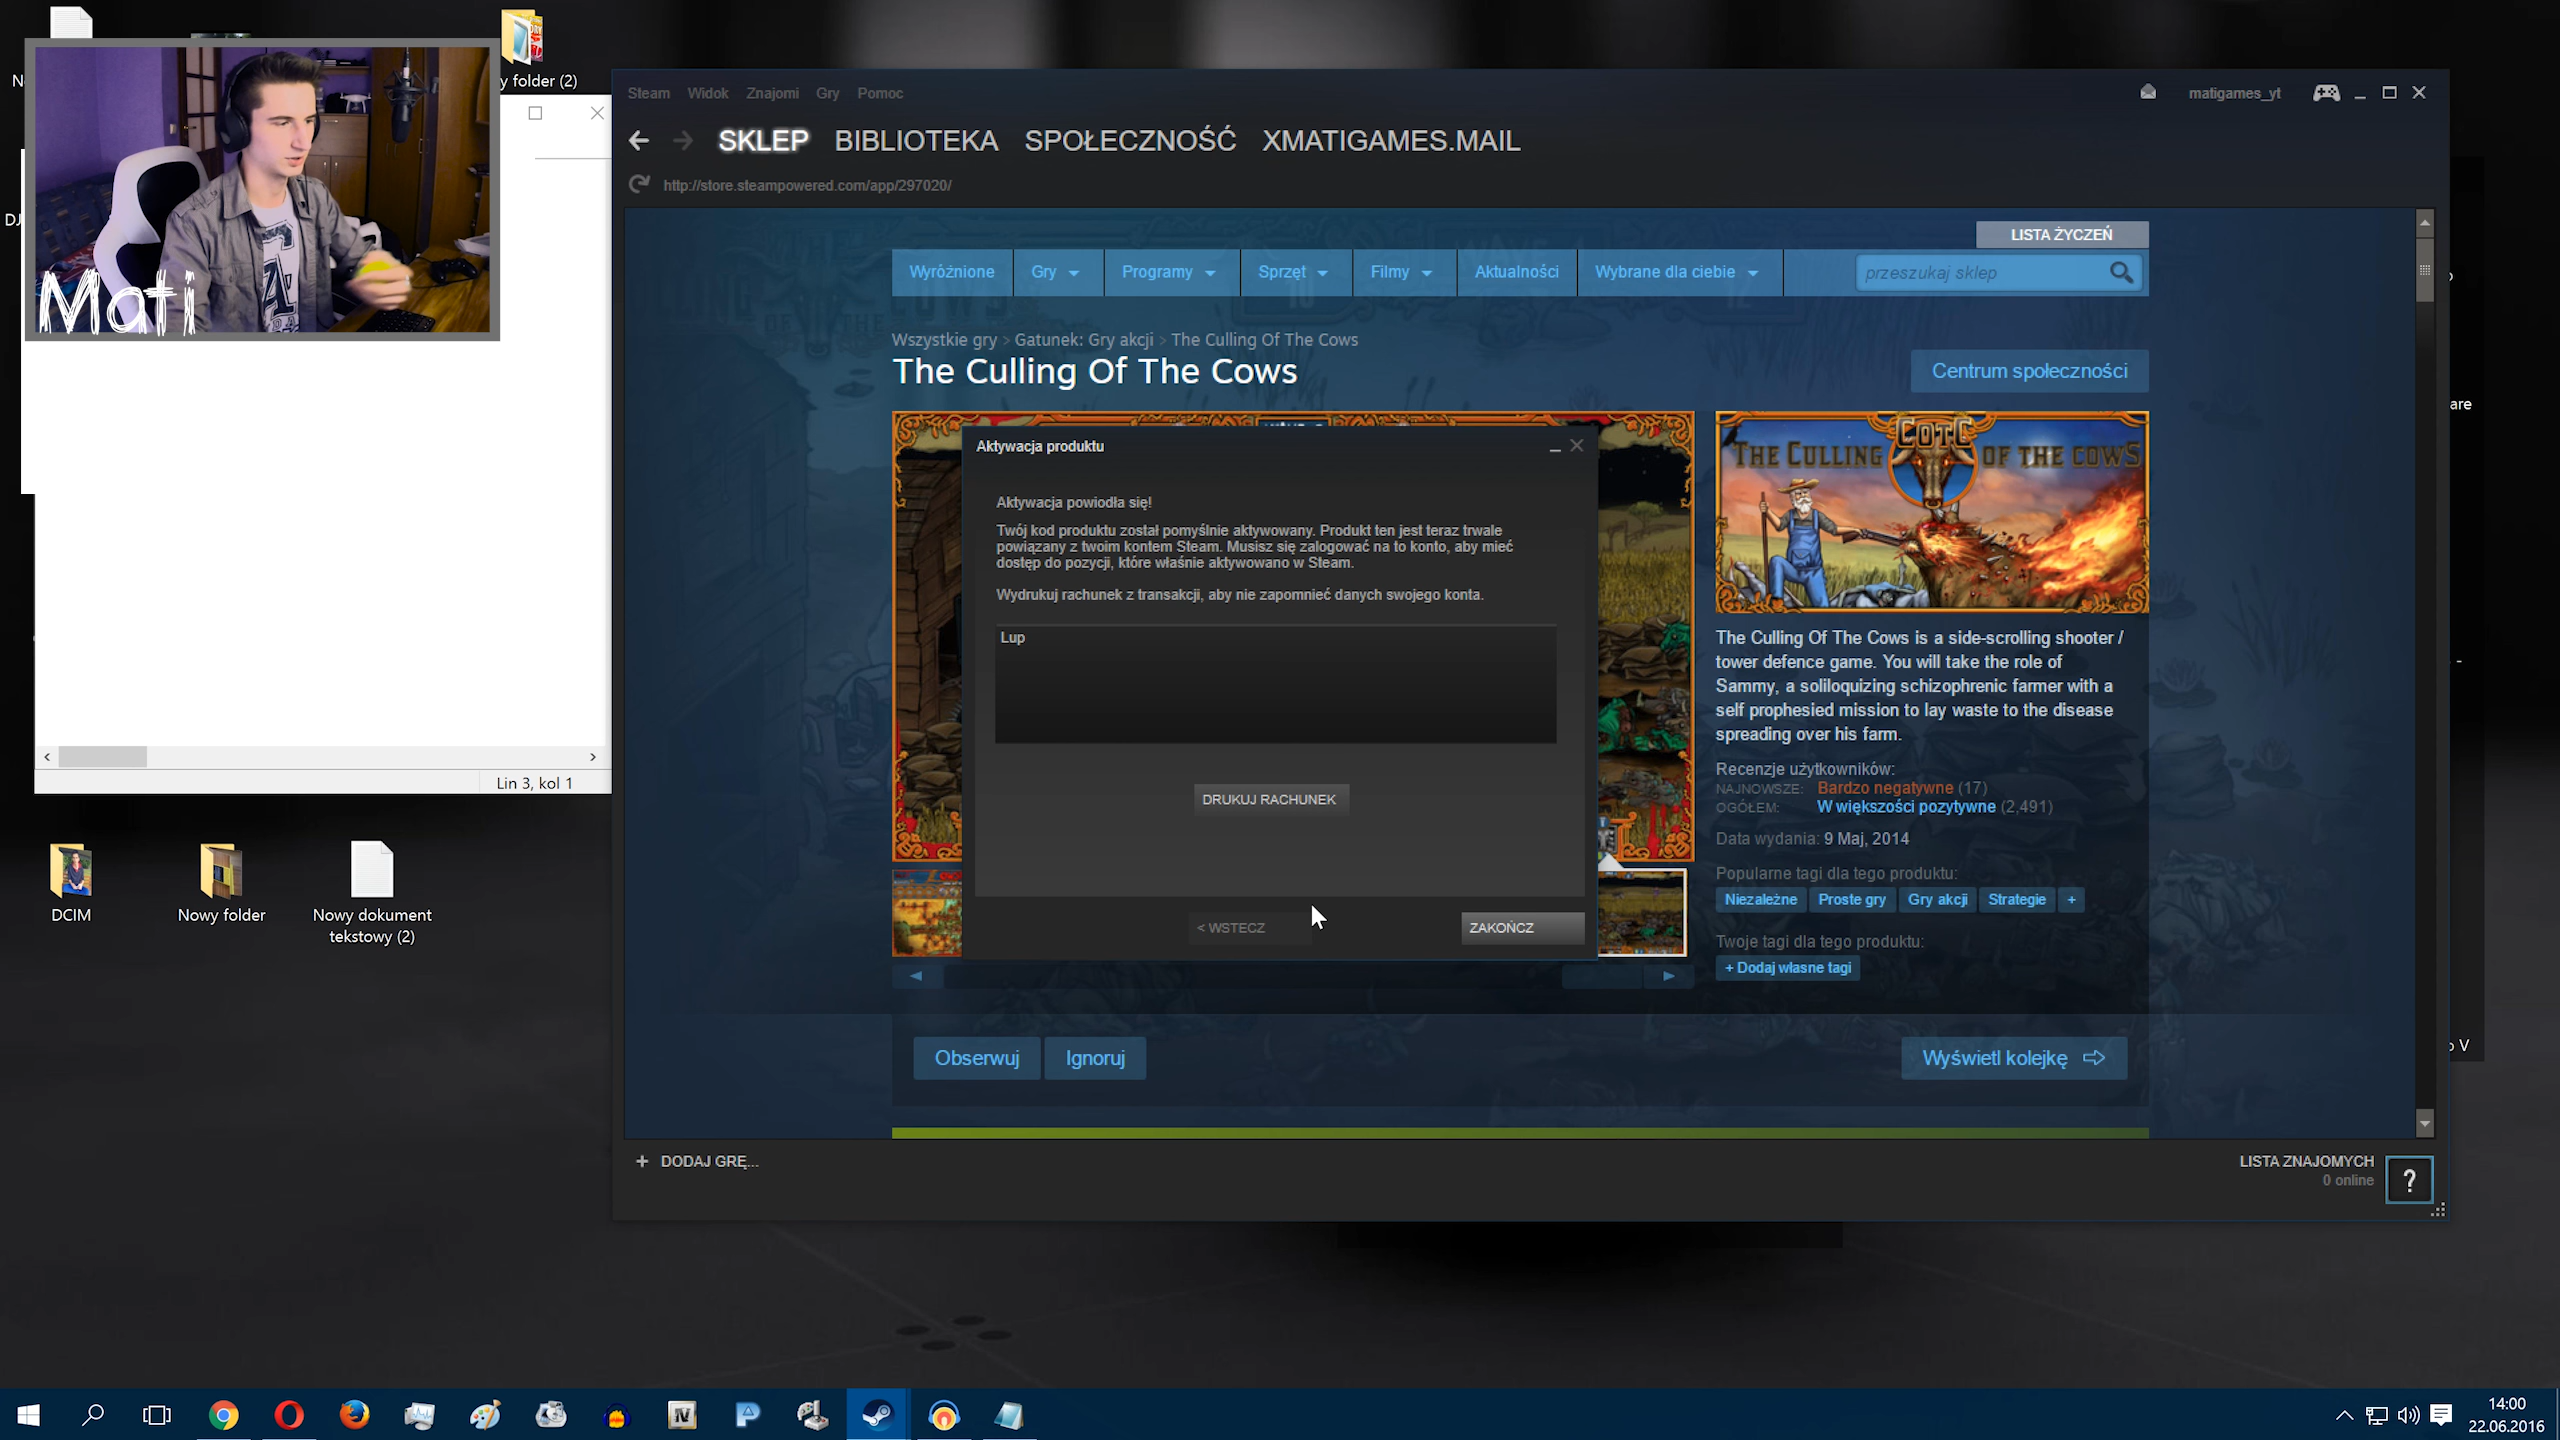 y folder (2)
Mati
Lin 3, kol 1
DCIM
Nowy folder
Nowy dokument
tekstowy (2)
Steam Widok Znajomi Gry Pomoc
matigames_yt
SKLEP BIBLIOTEKA SPOŁECZNOŚĆ XMATIGAMES.MAIL
http://store.steampowered.com/app/297020/
LISTA ŻYCZEŃ
Wyróżnione Gry Programy Sprzęt Filmy Aktualności Wybrane dla ciebie
przeszukaj sklep
Wszystkie gry > Gatunek: Gry akcji > The Culling Of The Cows
The Culling Of The Cows
Centrum społeczności
Aktywacja produktu
Aktywacja powiodła się!
Twój kod produktu został pomyślnie aktywowany. Produkt ten jest teraz trwale
powiązany z twoim kontem Steam. Musisz się zalogować na to konto, aby mieć
dostęp do pozycji, które właśnie aktywowano w Steam.
Wydrukuj rachunek z transakcji, aby nie zapomnieć danych swojego konta.
Lup
DRUKUJ RACHUNEK
< WSTECZ
ZAKOŃCZ
COTC
THE CULLING OF THE COWS
The Culling Of The Cows is a side-scrolling shooter /
tower defence game. You will take the role of
Sammy, a soliloquizing schizophrenic farmer with a
self prophesied mission to lay waste to the disease
spreading over his farm.
Recenzje użytkowników:
NAJNOWSZE: Bardzo negatywne (17)
OGÓŁEM: W większości pozytywne (2,491)
Data wydania: 9 Maj, 2014
Popularne tagi dla tego produktu:
Niezależne Proste gry Gry akcji Strategie +
Twoje tagi dla tego produktu:
+ Dodaj własne tagi
Obserwuj Ignoruj
Wyświetl kolejkę
+ DODAJ GRĘ...
LISTA ZNAJOMYCH
0 online
?
are
o V
IV
14:00
22.06.2016